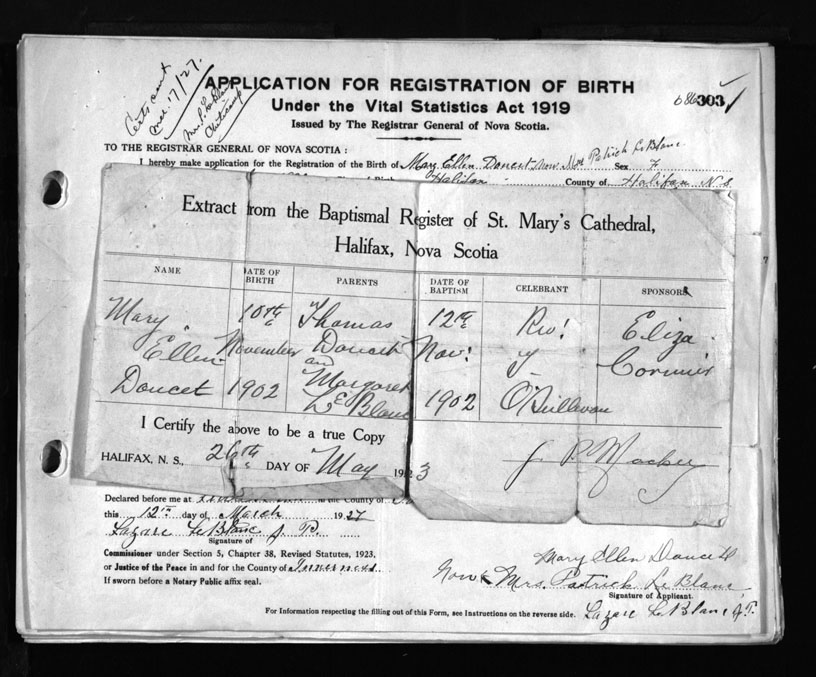 Certs sent
Mar. 17/27.
Mrs. P. LeBlanc
Cheticamp
APPLICATION FOR REGISTRATION OF BIRTH
Under the Vital Statistics Act 1919
Issued by The Registrar General of Nova Scotia.
303
TO THE REGISTRAR GENERAL OF NOVA SCOTIA :
I hereby make application for the Registration of the Birth of Mary Ellen Doucet now Mrs Patrick LeBlanc Sex F
Halifax County of Halifax N.S.
Extract from the Baptismal Register of St. Mary's Cathedral,
Halifax, Nova Scotia
NAME DATE OF BIRTH PARENTS DATE OF BAPTISM CELEBRANT SPONSORS
Mary 10th Thomas 12th Rev! Eliza
Ellen November Doucet Nov: Cormier
and
Doucet 1902 Margaret LeBlanc 1902 O'Sullivan
I Certify the above to be a true Copy
HALIFAX, N. S., 26th DAY OF May 1923
Declared before me at in the County of
this 12th day of March 1927
Lazare LeBlanc J. P.
Signature of
Commissioner under Section 5, Chapter 38, Revised Statutes, 1923,
or Justice of the Peace in and for the County of Inverness
If sworn before a Notary Public affix seal.
Mary Ellen Doucet
Now Mrs. Patrick LeBlanc
Signature of Applicant.
Lazare LeBlanc J.P.
For Information respecting the filling out of this Form, see Instructions on the reverse side.